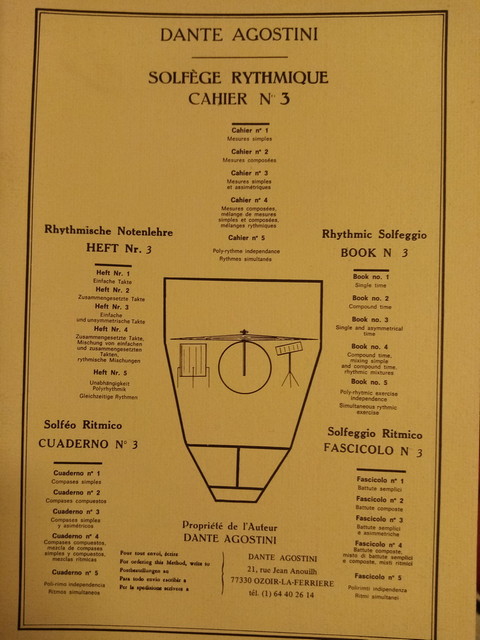 DANTE AGOSTINI
SOLFÈGE RYTHMIQUE
CAHIER N° 3
Cahier n° 1
Mesures simples
Cahier n° 2
Mesures composées
Cahier n° 3
Mesures simples
et assimétriques
Cahier n° 4
Mesures composées,
mélange de mesures
simples et composées,
mélanges rythmiques
Cahier n° 5
Poly-rythme independance
Rythmes simultanés
Rhythmische Notenlehre
HEFT Nr. 3
Heft Nr. 1
Einfache Takte
Heft Nr. 2
Zusammengesetzte Takte
Heft Nr. 3
Einfache
und unsymmetrische Takte
Heft Nr. 4
Zusammengesetzte Takte,
Mischung von einfachen
und zusammengesetzten
Takten,
rythmische Mischungen
Heft Nr. 5
Unabhängigkeit
Polyrythmik
Gleichzeitige Rythmen
Rhythmic Solfeggio
BOOK N 3
Book no. 1
Single time
Book no. 2
Compound time
Book no. 3
Single and asymmetrical
time
Book no. 4
Compound time,
mixing simple
and compound time,
rhythmic mixtures
Book no. 5
Poly-rhytmic exercise
independence
Simultaneous rythmic
exercise
Solféo Ritmico
CUADERNO N° 3
Cuaderno n° 1
Compases simples
Cuaderno n° 2
Compases compuestos
Cuaderno n° 3
Compases simples
y asimétricos
Cuaderno n° 4
Compases compuestos,
mezcla de compases
simples y compuestos,
mezclas ritmicas
Cuaderno n° 5
Poli-rimo independencia
Ritmos simultaneos
Solfeggio Ritmico
FASCICOLO N 3
Fascicolo n° 1
Battute semplici
Fascicolo n° 2
Battute composte
Fascicolo n° 3
Battute semplici
e asimmetriche
Fascicolo n° 4
Battute composte,
misto di battute semplici
e composte, misti ritmici
Fascicolo n° 5
Poliritmi indipendenza
Ritmi simultanei
Propriété de l'Auteur
DANTE AGOSTINI
Pour tout envoi, écrire
For ordering this Method, write to
Postbestellungen an
Para todo envio escribir a
Per la spedizione scrivere a
DANTE AGOSTINI
21, rue Jean Anouilh
77330 OZOIR-LA-FERRIERE
tél. (1) 64 40 26 14